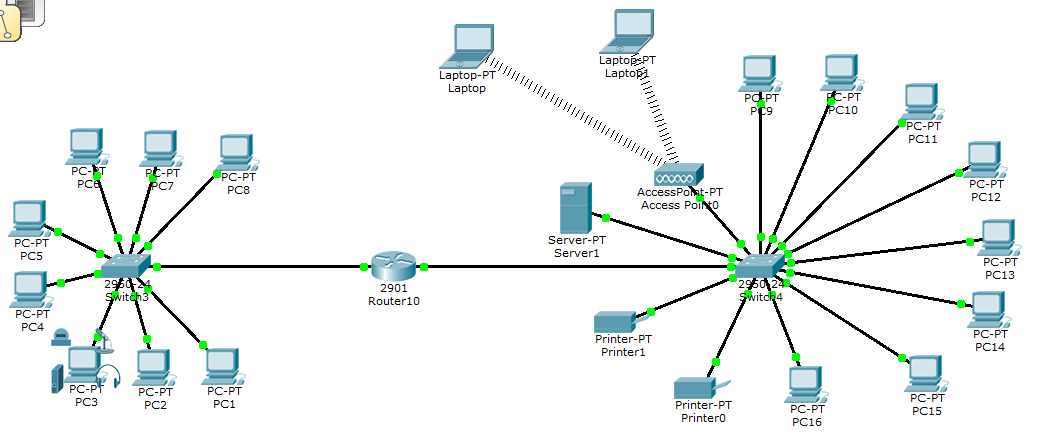 Laptop-PT
Laptop
Laptop-PT
Laptop1
PC-PT
PC9
PC-PT
PC10
PC-PT
PC11
PC-PT
PC12
PC-PT
PC13
PC-PT
PC14
PC-PT
PC15
PC-PT
PC16
Printer-PT
Printer0
Printer-PT
Printer1
Server-PT
Server1
AccessPoint-PT
Access Point0
2950-24
Switch4
2901
Router10
2950-24
Switch3
PC-PT
PC6
PC-PT
PC7
PC-PT
PC8
PC-PT
PC5
PC-PT
PC4
PC-PT
PC3
PC-PT
PC2
PC-PT
PC1